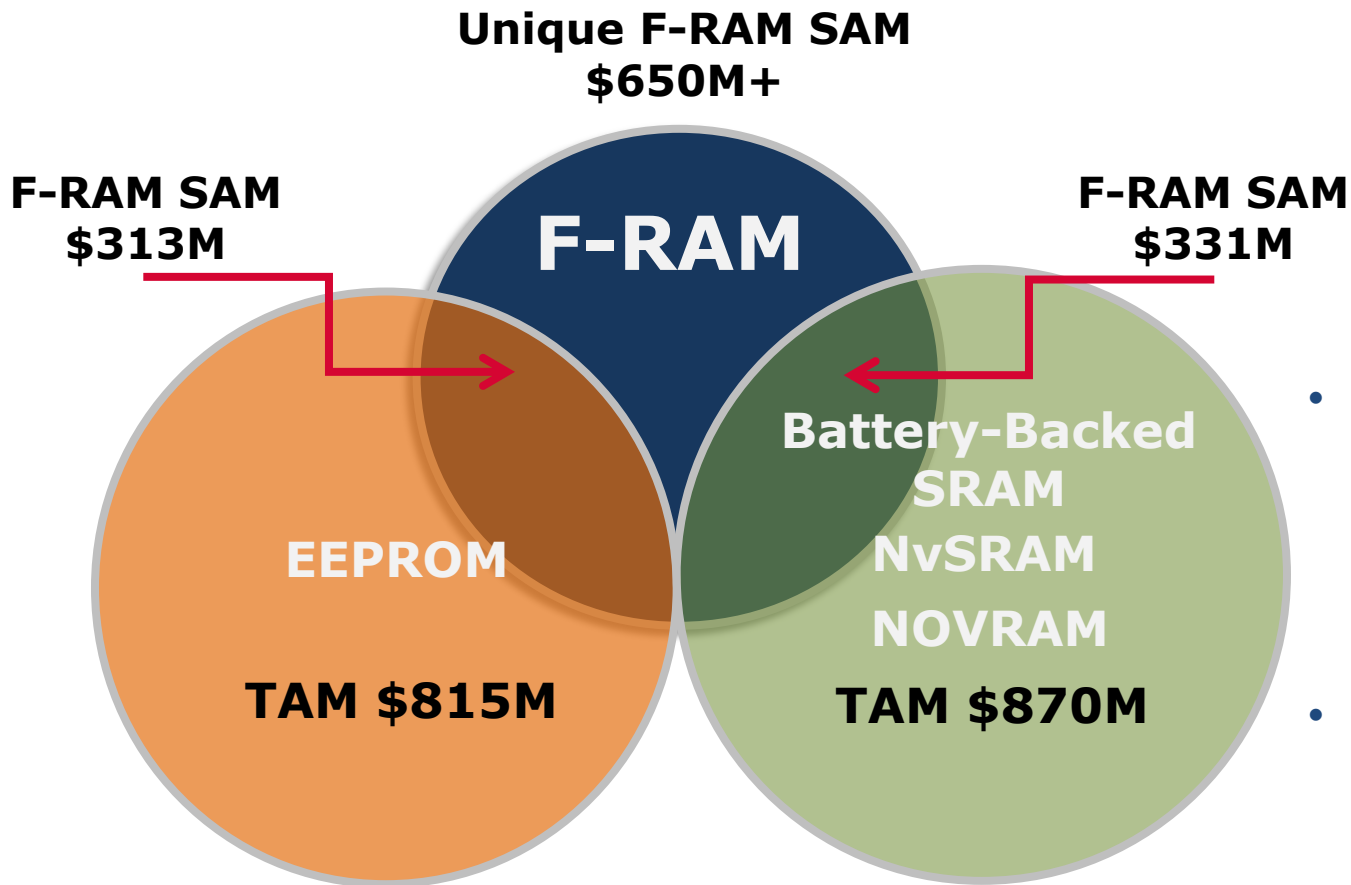 Unique F-RAM SAM
$650M+
F-RAM SAM
$313M
F-RAM SAM
$331M
F-RAM
Battery-Backed
SRAM
NvSRAM
NOVRAM
TAM $870M
EEPROM
TAM $815M
•
•